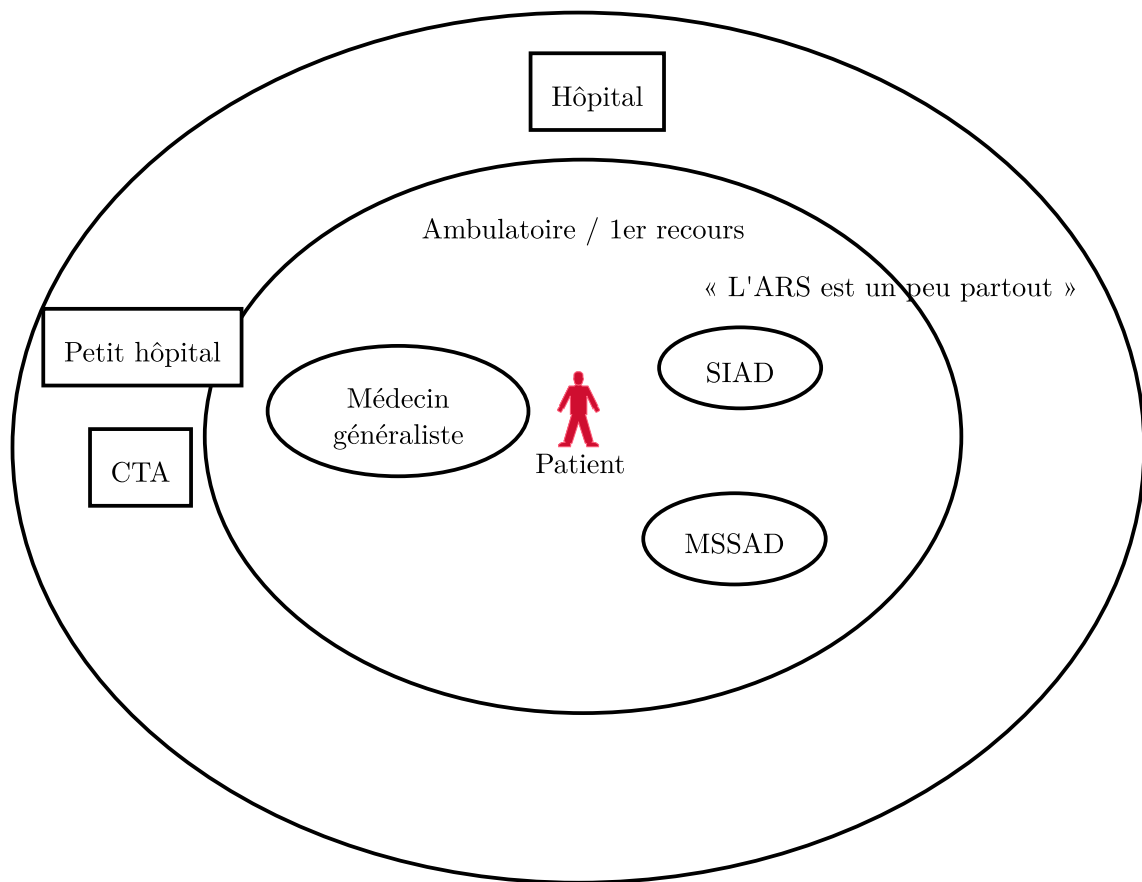 Hôpital
Ambulatoire / 1er recours
« L'ARS est un peu partout »
Petit hôpital
SIAD
Médecin
généraliste
Patient
CTA
MSSAD